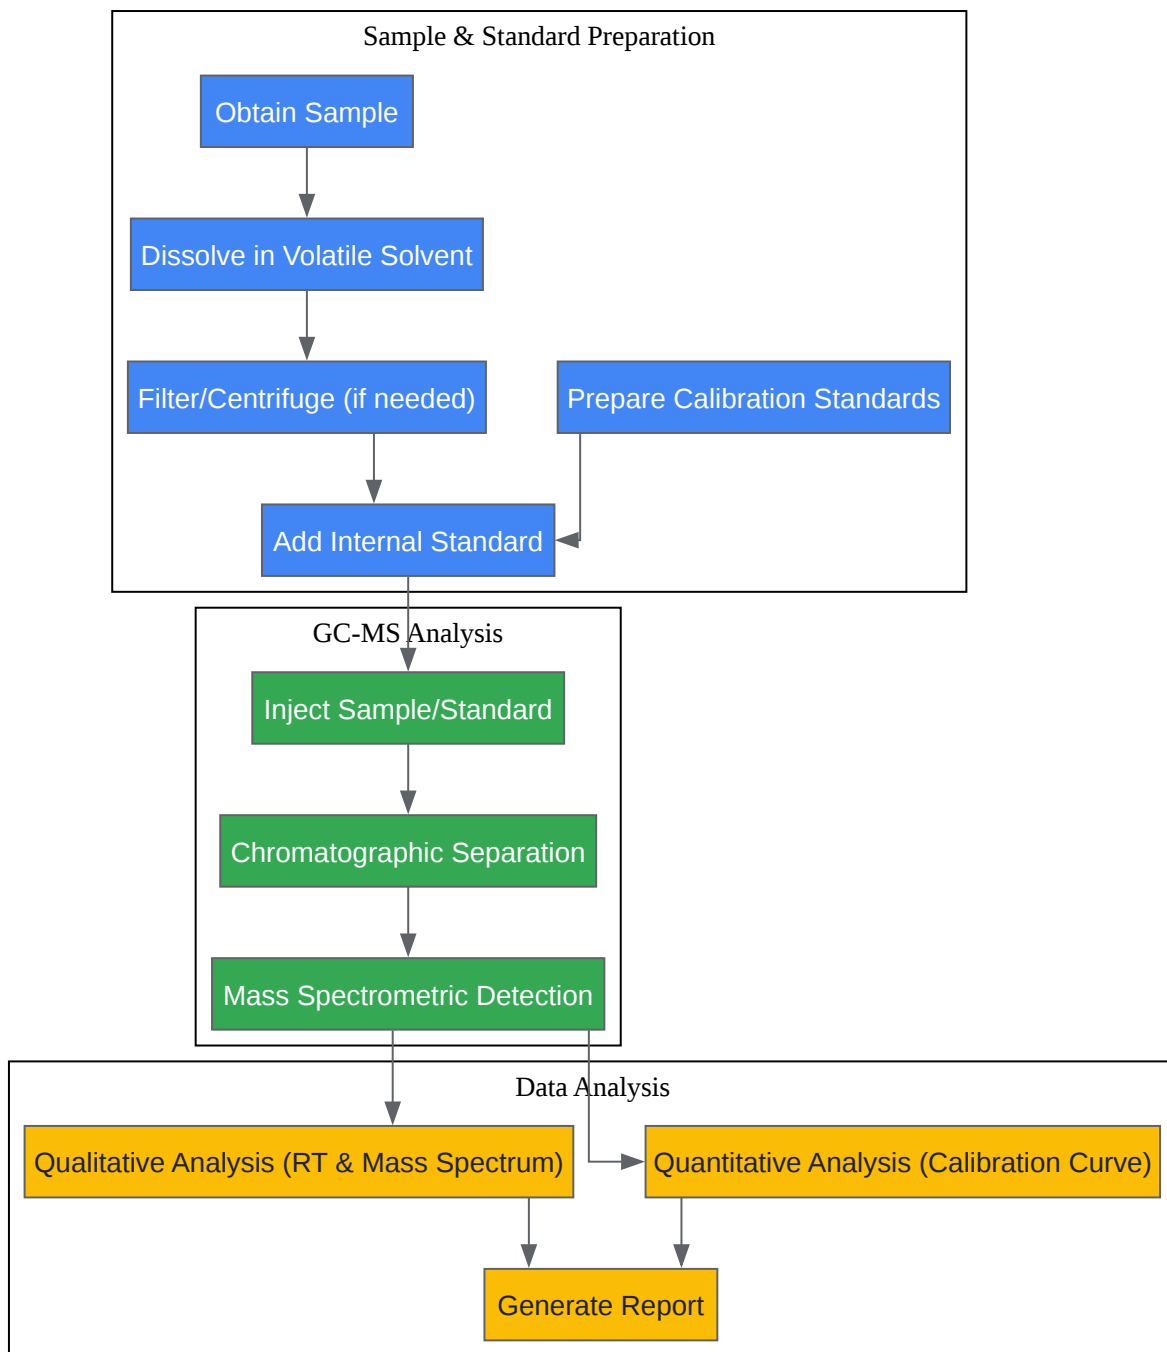 Sample & Standard Preparation
Obtain Sample
Dissolve in Volatile Solvent
Filter/Centrifuge (if needed)
Prepare Calibration Standards
Add Internal Standard
GC-MS Analysis
Inject Sample/Standard
Chromatographic Separation
Mass Spectrometric Detection
Data Analysis
Qualitative Analysis (RT & Mass Spectrum)
Quantitative Analysis (Calibration Curve)
Generate Report